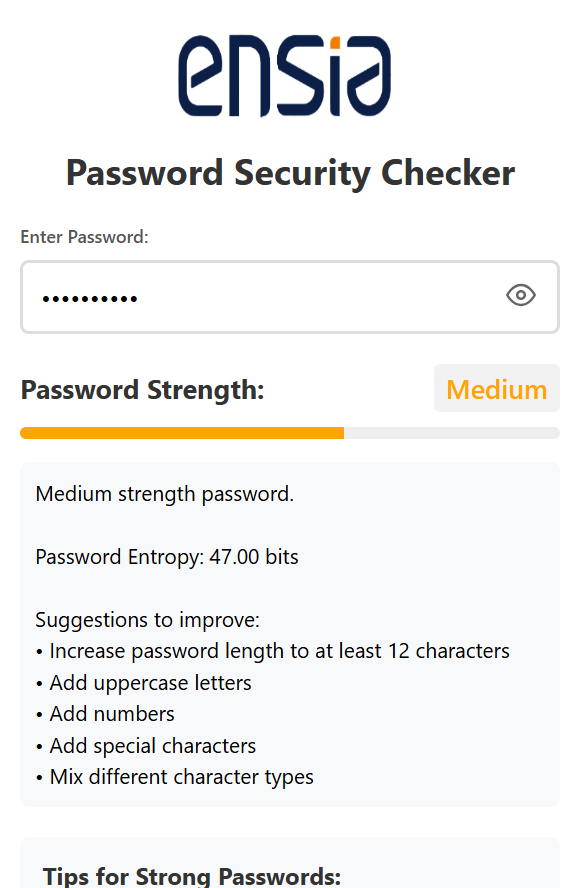 ensia
Password Security Checker
Enter Password:
••••••••••
Password Strength:
Medium
Medium strength password.
Password Entropy: 47.00 bits
Suggestions to improve:
• Increase password length to at least 12 characters
• Add uppercase letters
• Add numbers
• Add special characters
• Mix different character types
Tips for Strong Passwords: